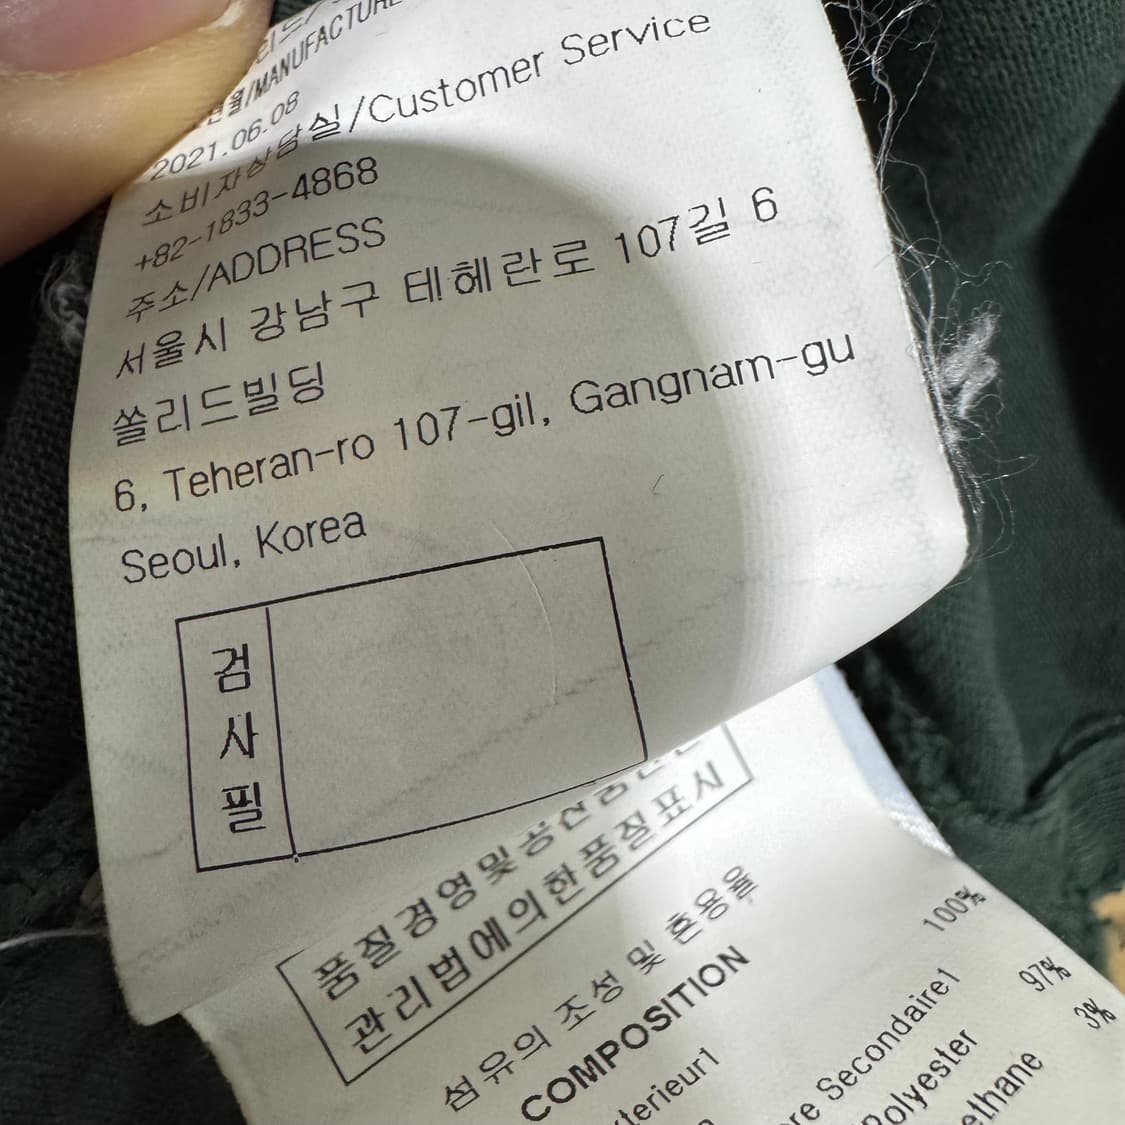 /MANUFACTURE
2021.06.08
소비자상담실/Customer Service
+82-1833-4868
주소/ADDRESS
서울시 강남구 테헤란로 107길 6
쏠리드빌딩
6, Teheran-ro 107-gil, Gangnam-gu
Seoul, Korea
검
사
필
품질경영및공산품안전
관리법에의한품질표시
섬유의 조성 및 혼용율
COMPOSITION
100%
Secondaire1
97%
Polyester
3%